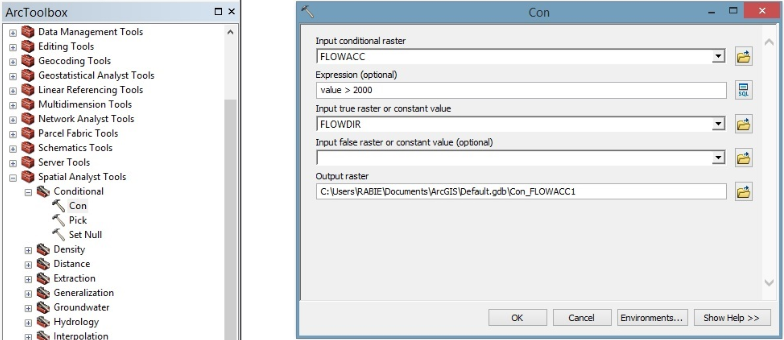 ArcToolbox
Data Management Tools
Editing Tools
Geocoding Tools
Geostatistical Analyst Tools
Linear Referencing Tools
Multidimension Tools
Network Analyst Tools
Parcel Fabric Tools
Schematics Tools
Server Tools
Spatial Analyst Tools
Conditional
Con
Pick
Set Null
Density
Distance
Extraction
Generalization
Groundwater
Hydrology
Interpolation
Con
Input conditional raster
FLOWACC
Expression (optional)
value > 2000
SQL
Input true raster or constant value
FLOWDIR
Input false raster or constant value (optional)
Output raster
C:\Users\RABIE\Documents\ArcGIS\Default.gdb\Con_FLOWACC1
OK
Cancel
Environments...
Show Help >>